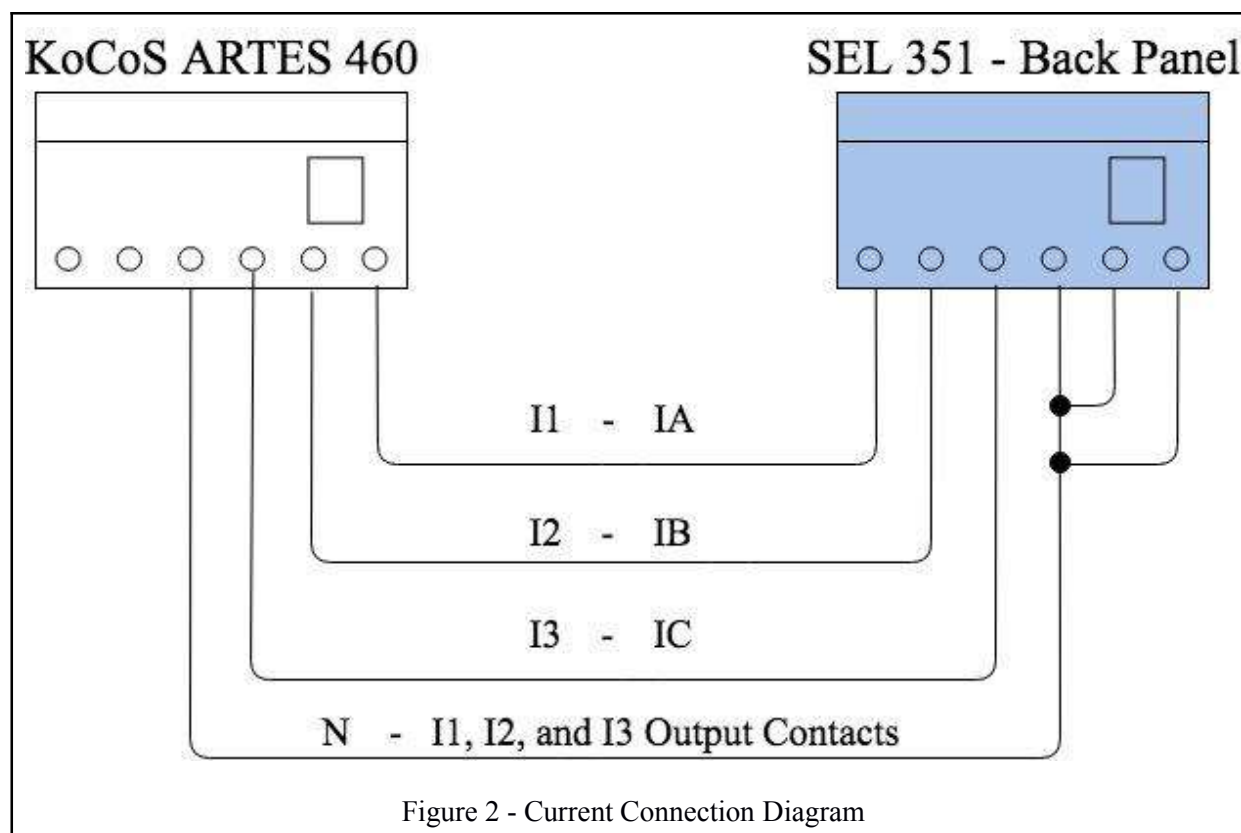 KoCoS ARTES 460
SEL 351 - Back Panel
I1 - IA
I2 - IB
I3 - IC
N - I1, I2, and I3 Output Contacts
Figure 2 - Current Connection Diagram